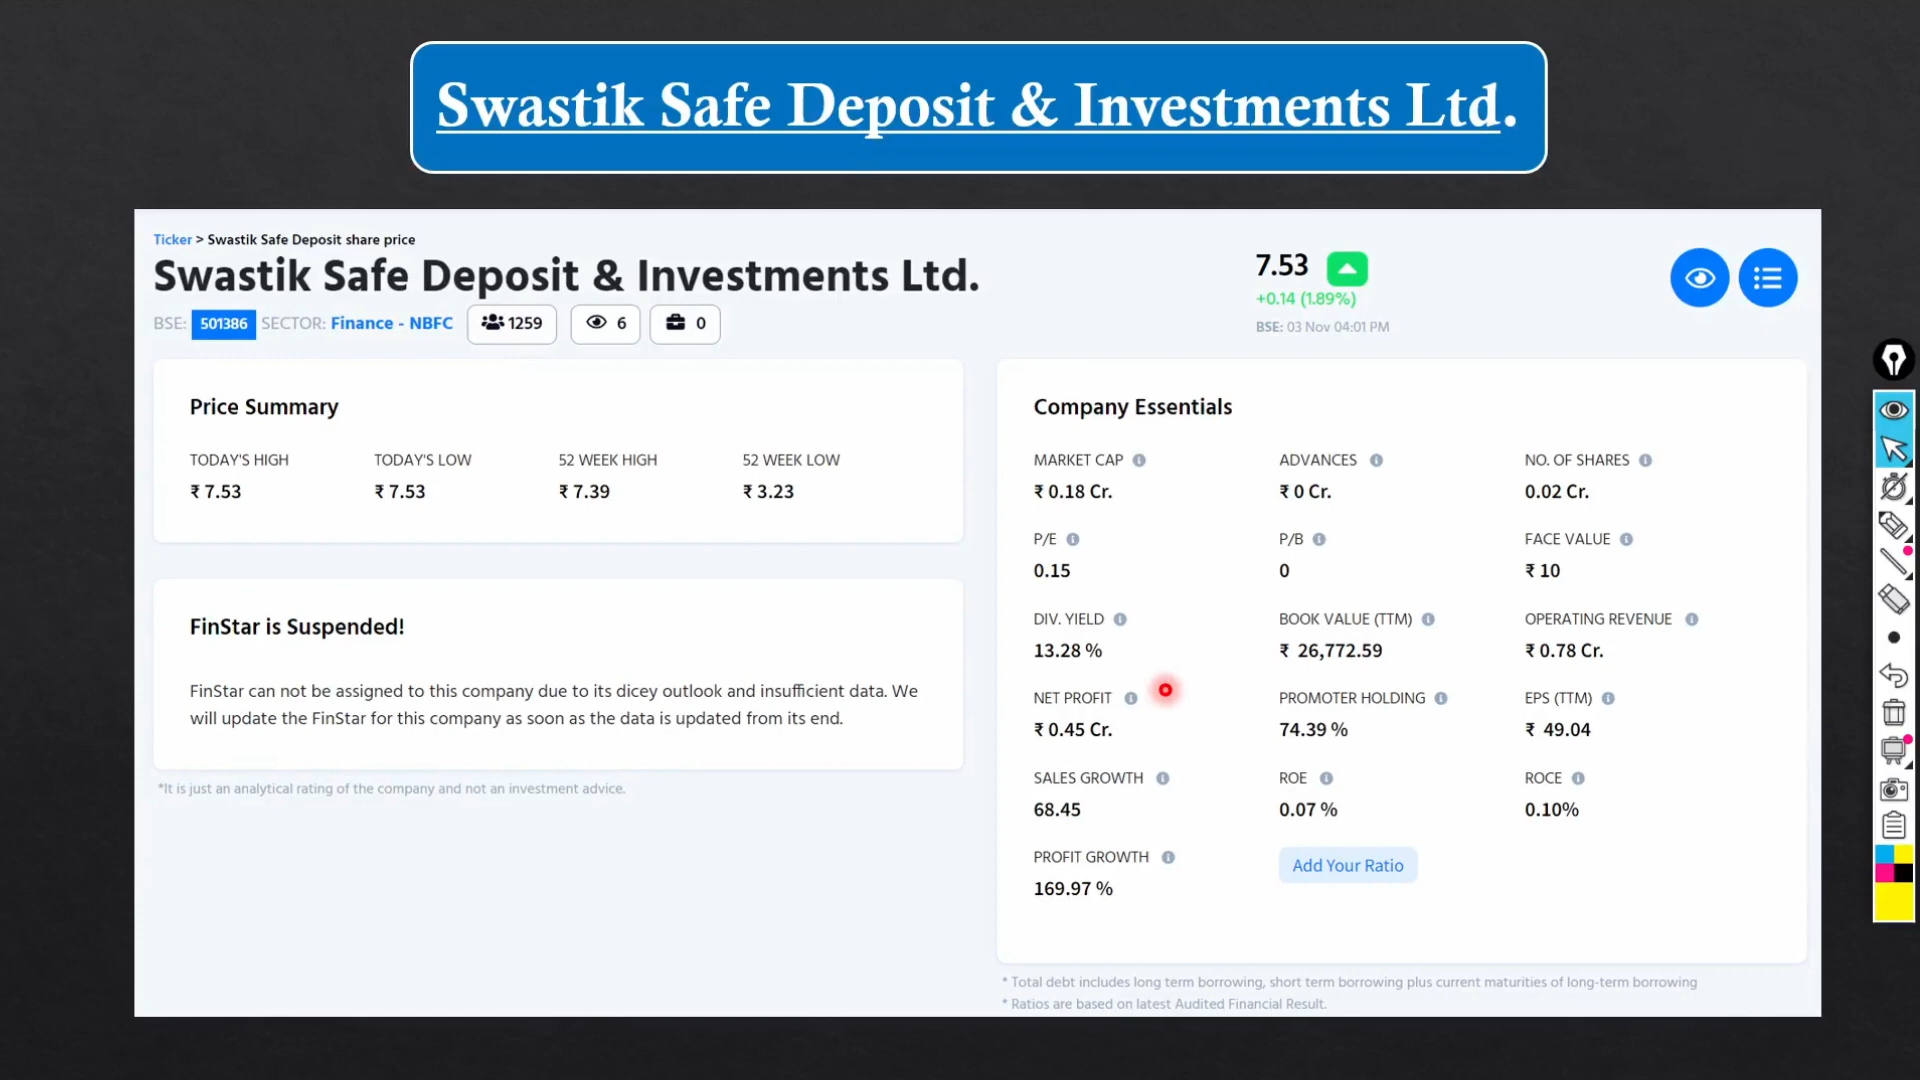 Swastik Safe Deposit & Investments Ltd.
Ticker > Swastik Safe Deposit share price
Swastik Safe Deposit & Investments Ltd.
BSE: 501386 SECTOR: Finance - NBFC 1259 6 0
7.53
+0.14 (1.89%)
BSE: 03 Nov 04:01 PM
Price Summary
TODAY'S HIGH TODAY'S LOW 52 WEEK HIGH 52 WEEK LOW
₹ 7.53 ₹ 7.53 ₹ 7.39 ₹ 3.23
FinStar is Suspended!
FinStar can not be assigned to this company due to its dicey outlook and insufficient data. We
will update the FinStar for this company as soon as the data is updated from its end.
*It is just an analytical rating of the company and not an investment advice.
Company Essentials
MARKET CAP ADVANCES NO. OF SHARES
₹ 0.18 Cr. ₹ 0 Cr. 0.02 Cr.
P/E P/B FACE VALUE
0.15 0 ₹ 10
DIV. YIELD BOOK VALUE (TTM) OPERATING REVENUE
13.28 % ₹ 26,772.59 ₹ 0.78 Cr.
NET PROFIT PROMOTER HOLDING EPS (TTM)
₹ 0.45 Cr. 74.39 % ₹ 49.04
SALES GROWTH ROE ROCE
68.45 0.07 % 0.10%
PROFIT GROWTH
169.97 %
Add Your Ratio
* Total debt includes long term borrowing, short term borrowing plus current maturities of long-term borrowing
* Ratios are based on latest Audited Financial Result.